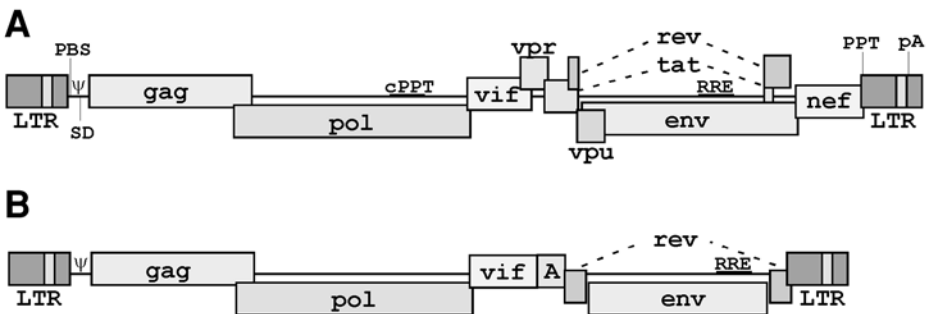 A
PBS
vpr
rev
PPT
pA
ψ
gag
cPPT
vif
tat
RRE
nef
LTR
SD
pol
env
LTR
vpu
B
ψ
gag
vif
A
rev
RRE
LTR
pol
env
LTR